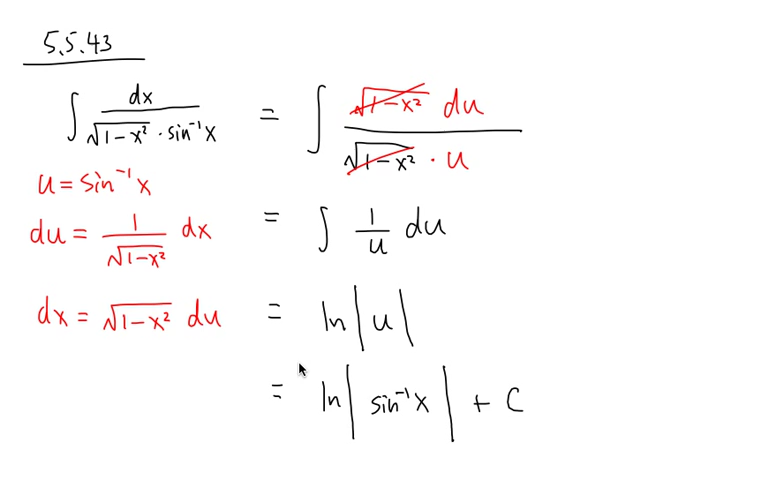 5.5.43
∫ dx / (√(1-x²) · sin⁻¹x) = ∫ (√(1-x²) du) / (√(1-x²) · u)
u = sin⁻¹x
du = 1/√(1-x²) dx
= ∫ 1/u du
dx = √(1-x²) du
= ln|u|
= ln|sin⁻¹x| + C